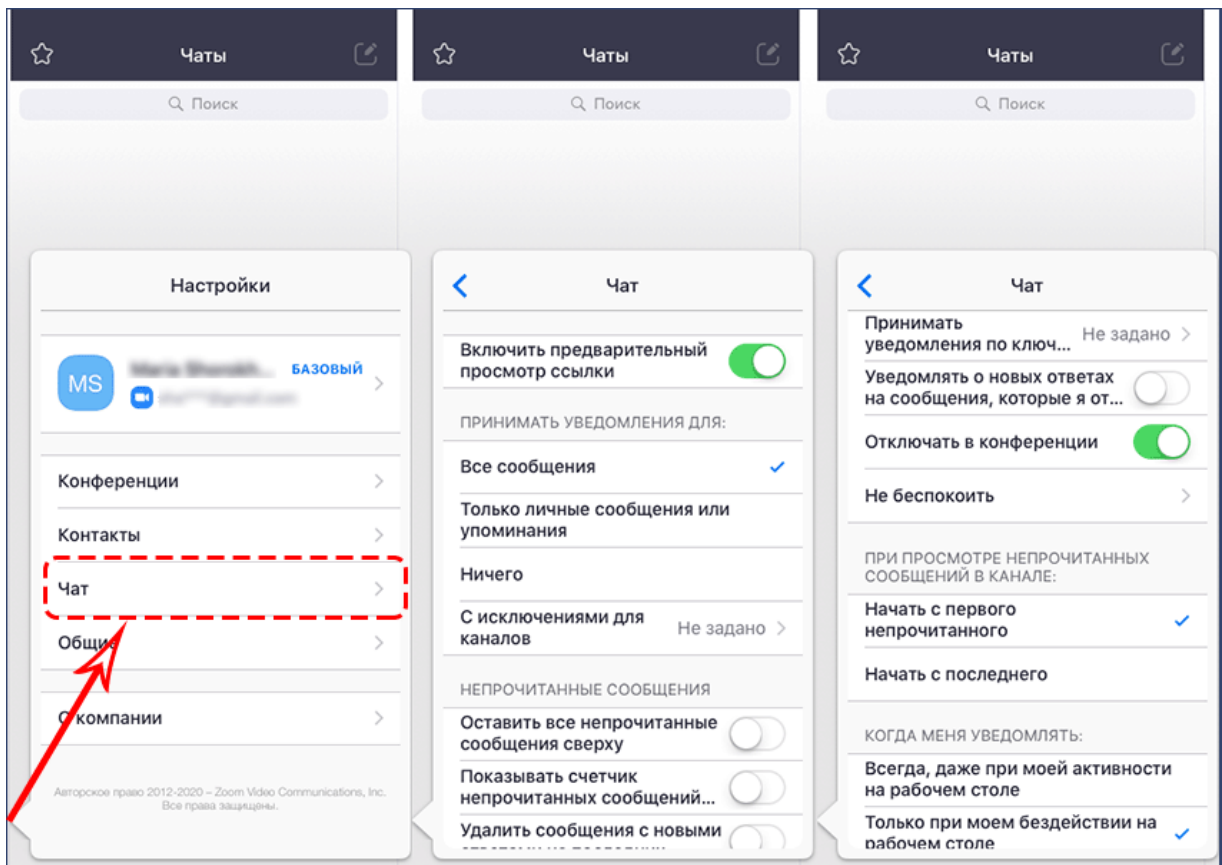 Чаты
Поиск
Настройки
MS
БАЗОВЫЙ
Конференции
Контакты
Чат
Общие
О компании
Авторское право 2012-2020 – Zoom Video Communications, Inc.
Все права защищены.
Чаты
Поиск
Чат
Включить предварительный
просмотр ссылки
ПРИНИМАТЬ УВЕДОМЛЕНИЯ ДЛЯ:
Все сообщения
Только личные сообщения или
упоминания
Ничего
С исключениями для
каналов
Не задано
НЕПРОЧИТАННЫЕ СООБЩЕНИЯ
Оставить все непрочитанные
сообщения сверху
Показывать счетчик
непрочитанных сообщений...
Удалить сообщения с новыми
Чаты
Поиск
Чат
Принимать
уведомления по ключ...
Не задано
Уведомлять о новых ответах
на сообщения, которые я от...
Отключать в конференции
Не беспокоить
ПРИ ПРОСМОТРЕ НЕПРОЧИТАННЫХ
СООБЩЕНИЙ В КАНАЛЕ:
Начать с первого
непрочитанного
Начать с последнего
КОГДА МЕНЯ УВЕДОМЛЯТЬ:
Всегда, даже при моей активности
на рабочем столе
Только при моем бездействии на
рабочем столе